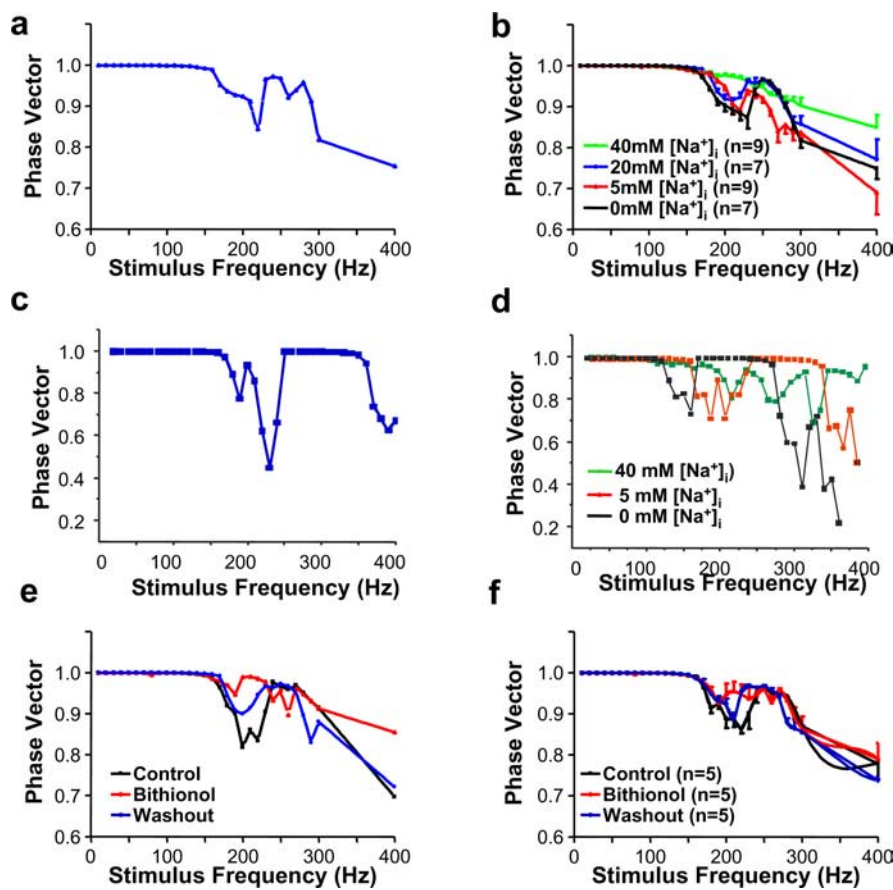 a
Phase Vector
1.0
0.9
0.8
0.7
0.6
0 100 200 300 400
Stimulus Frequency (Hz)
b
Phase Vector
1.0
0.9
0.8
0.7
0.6
40mM [Na⁺]ᵢ (n=9)
20mM [Na⁺]ᵢ (n=7)
5mM [Na⁺]ᵢ (n=9)
0mM [Na⁺]ᵢ (n=7)
0 100 200 300 400
Stimulus Frequency (Hz)
c
Phase Vector
1.0
0.8
0.6
0.4
0.2
0 100 200 300 400
Stimulus Frequency (Hz)
d
Phase Vector
1.0
0.8
0.6
0.4
0.2
40 mM [Na⁺]ᵢ)
5 mM [Na⁺]ᵢ
0 mM [Na⁺]ᵢ
0 100 200 300 400
Stimulus Frequency (Hz)
e
Phase Vector
1.0
0.9
0.8
0.7
0.6
Control
Bithionol
Washout
0 100 200 300 400
Stimulus Frequency (Hz)
f
Phase Vector
1.0
0.9
0.8
0.7
0.6
Control (n=5)
Bithionol (n=5)
Washout (n=5)
0 100 200 300 400
Stimulus Frequency (Hz)